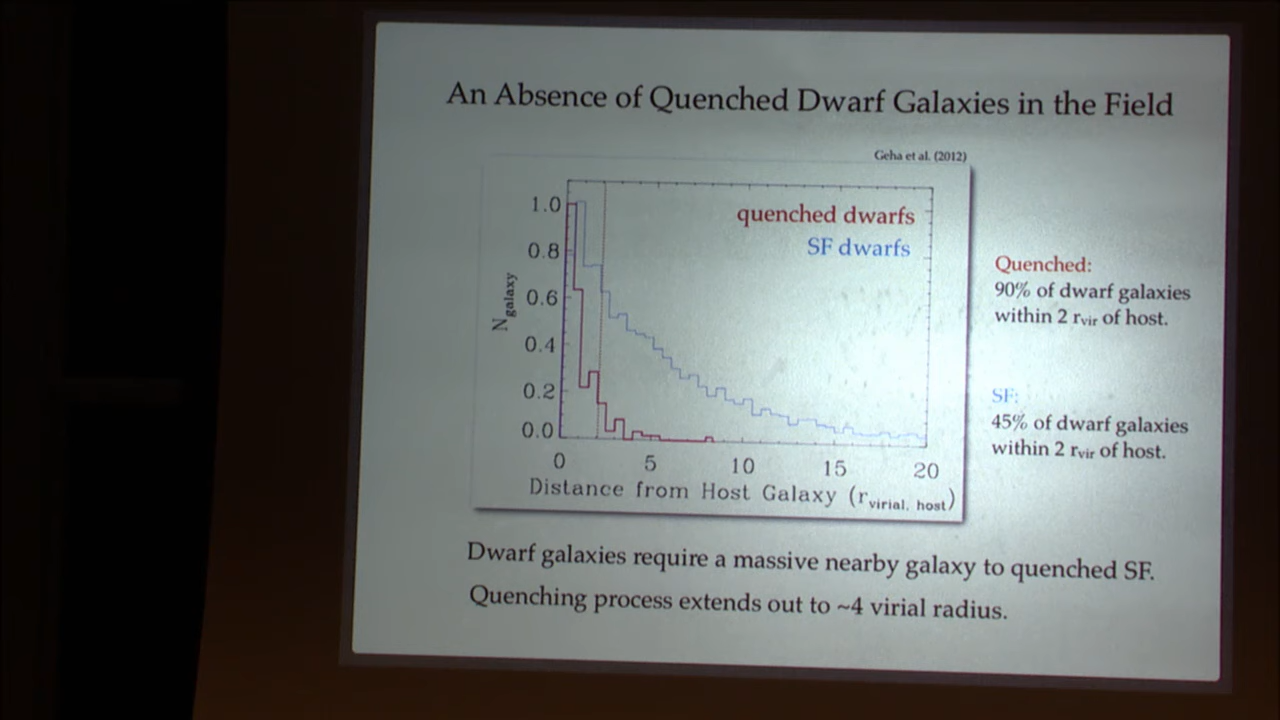 An Absence of Quenched Dwarf Galaxies in the Field
Geha et al. (2012)
quenched dwarfs
SF dwarfs
1.0
0.8
0.6
0.4
0.2
0.0
N galaxy
0 5 10 15 20
Distance from Host Galaxy (r virial, host)
Quenched:
90% of dwarf galaxies
within 2 rvir of host.
SF:
45% of dwarf galaxies
within 2 rvir of host.
Dwarf galaxies require a massive nearby galaxy to quenched SF.
Quenching process extends out to ~4 virial radius.